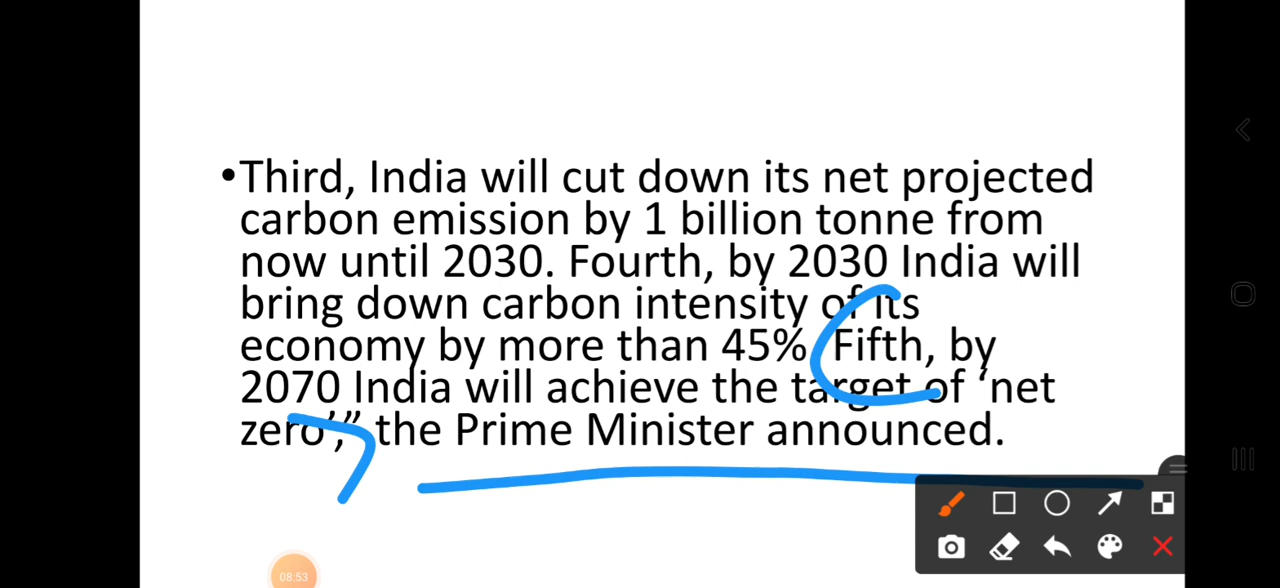 •Third, India will cut down its net projected
carbon emission by 1 billion tonne from
now until 2030. Fourth, by 2030 India will
bring down carbon intensity of its
economy by more than 45%. Fifth, by
2070 India will achieve the target of ‘net
zero’,” the Prime Minister announced.
08:53